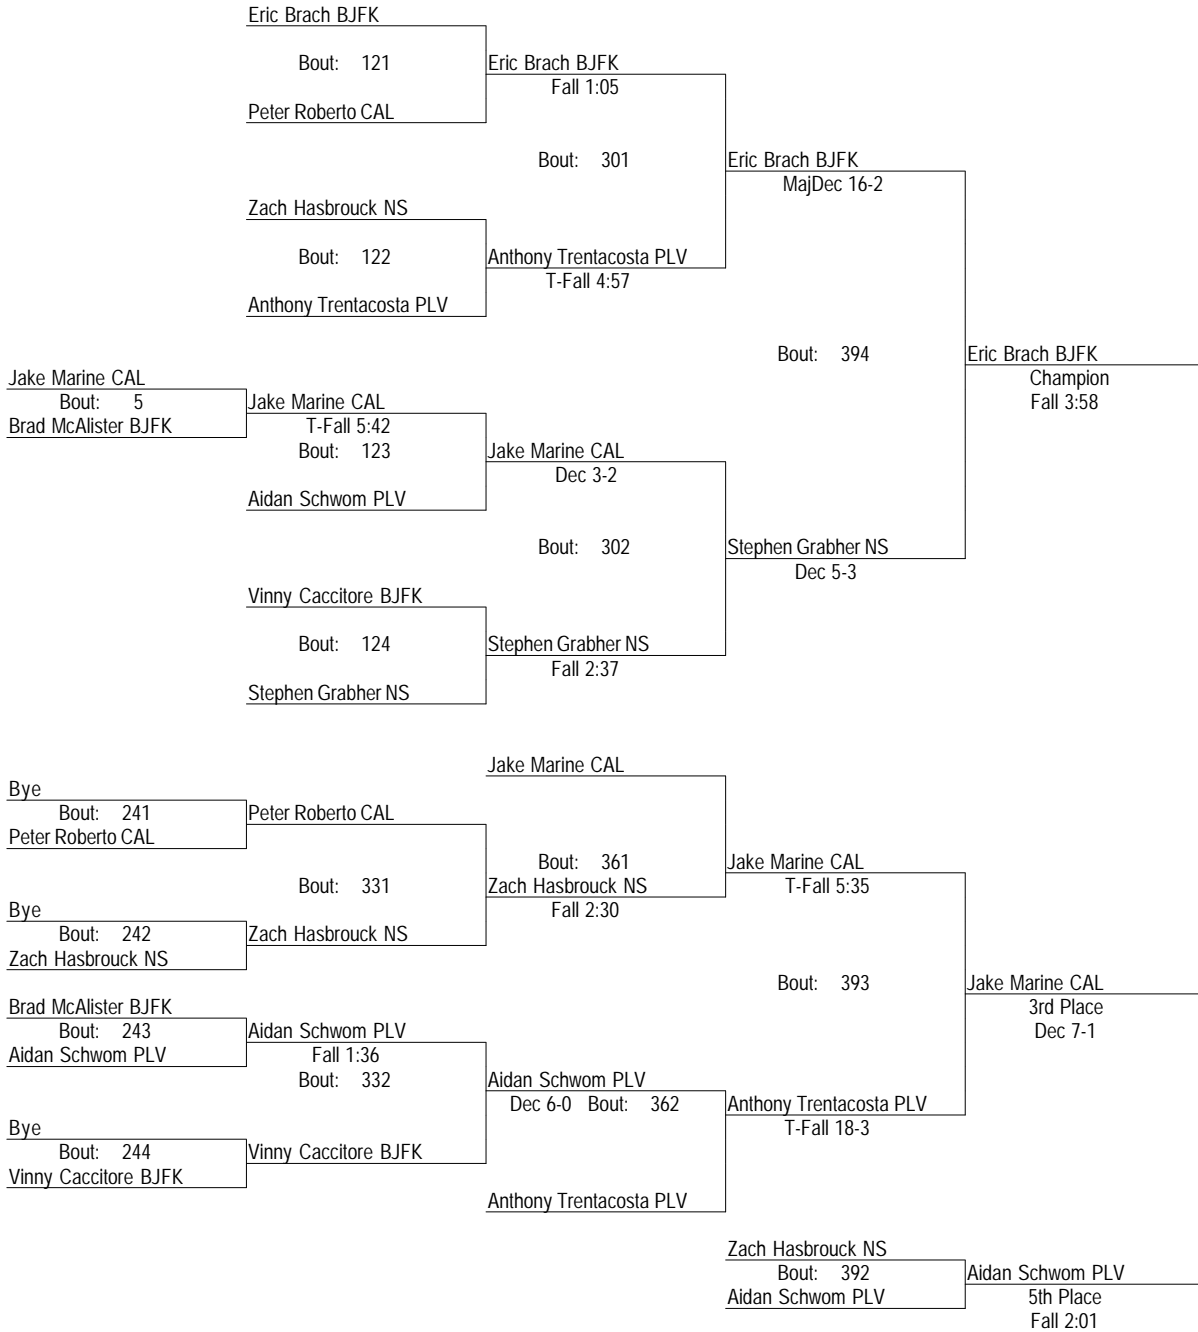 Eric Brach BJFK
Bout: 121
Eric Brach BJFK
Fall 1:05
Peter Roberto CAL
Bout: 301
Eric Brach BJFK
MajDec 16-2
Zach Hasbrouck NS
Bout: 122
Anthony Trentacosta PLV
T-Fall 4:57
Anthony Trentacosta PLV
Bout: 394
Eric Brach BJFK
Champion
Fall 3:58
Jake Marine CAL
Bout: 5
Brad McAlister BJFK
Jake Marine CAL
T-Fall 5:42
Bout: 123
Jake Marine CAL
Dec 3-2
Aidan Schwom PLV
Bout: 302
Stephen Grabher NS
Dec 5-3
Vinny Caccitore BJFK
Bout: 124
Stephen Grabher NS
Fall 2:37
Stephen Grabher NS
Jake Marine CAL
Bye
Bout: 241
Peter Roberto CAL
Peter Roberto CAL
Bout: 361
Jake Marine CAL
T-Fall 5:35
Bout: 331
Zach Hasbrouck NS
Fall 2:30
Bye
Bout: 242
Zach Hasbrouck NS
Zach Hasbrouck NS
Bout: 393
Jake Marine CAL
3rd Place
Dec 7-1
Brad McAlister BJFK
Bout: 243
Aidan Schwom PLV
Aidan Schwom PLV
Fall 1:36
Bout: 332
Aidan Schwom PLV
Dec 6-0 Bout: 362
Anthony Trentacosta PLV
T-Fall 18-3
Bye
Bout: 244
Vinny Caccitore BJFK
Vinny Caccitore BJFK
Anthony Trentacosta PLV
Zach Hasbrouck NS
Bout: 392
Aidan Schwom PLV
Aidan Schwom PLV
5th Place
Fall 2:01